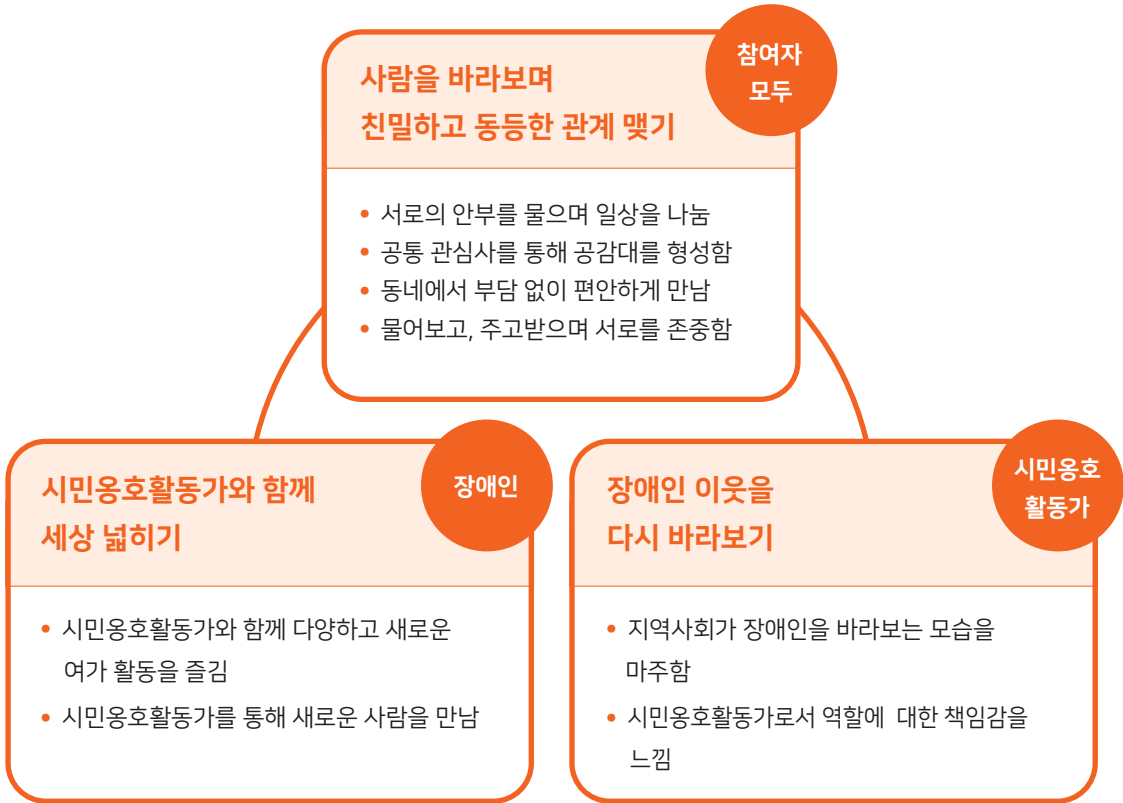 참여자
모두
사람을 바라보며
친밀하고 동등한 관계 맺기
• 서로의 안부를 물으며 일상을 나눔
• 공통 관심사를 통해 공감대를 형성함
• 동네에서 부담 없이 편안하게 만남
• 물어보고, 주고받으며 서로를 존중함
장애인
시민옹호활동가와 함께
세상 넓히기
• 시민옹호활동가와 함께 다양하고 새로운
여가 활동을 즐김
• 시민옹호활동가를 통해 새로운 사람을 만남
시민옹호
활동가
장애인 이웃을
다시 바라보기
• 지역사회가 장애인을 바라보는 모습을
마주함
• 시민옹호활동가로서 역할에 대한 책임감을
느낌